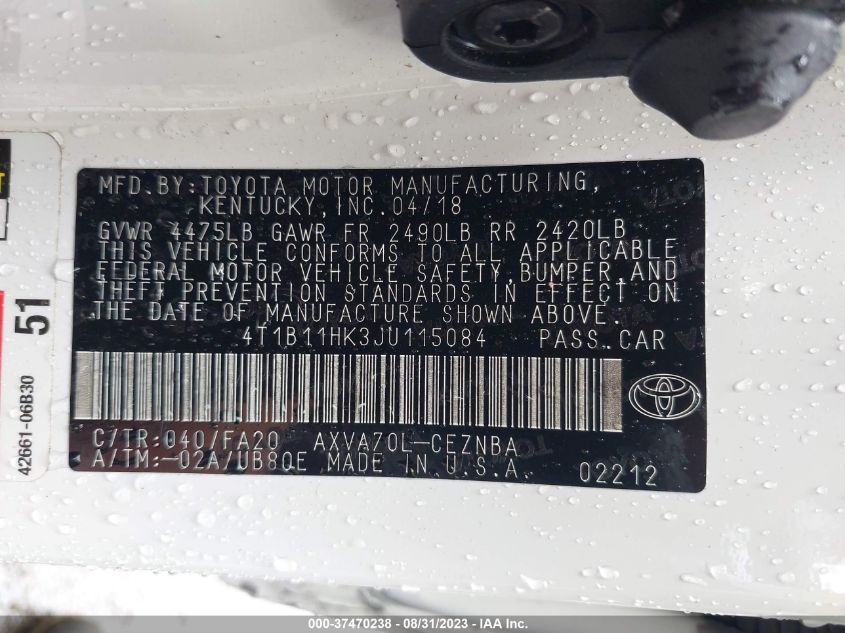 MFD.BY:TOYOTA MOTOR MANUFACTURING,
KENTUCKY, INC. 04/18
GVWR 4475LB GAWR FR 2490LB RR 2420LB
THIS VEHICLE CONFORMS TO ALL APPLICABLE
FEDERAL MOTOR VEHICLE SAFETY, BUMPER, AND
THEFT PREVENTION STANDARDS IN EFFECT ON
THE DATE OF MANUFACTURE SHOWN ABOVE.
4T1B11HK3JU115084 PASS.CAR
C/TR:040/FA20 AXVA70L-CEZNBA
A/TM:-02A/UB80E MADE IN U.S.A. 02212
51
42661-06B30
000-37470238 - 08/31/2023 - IAAI.com